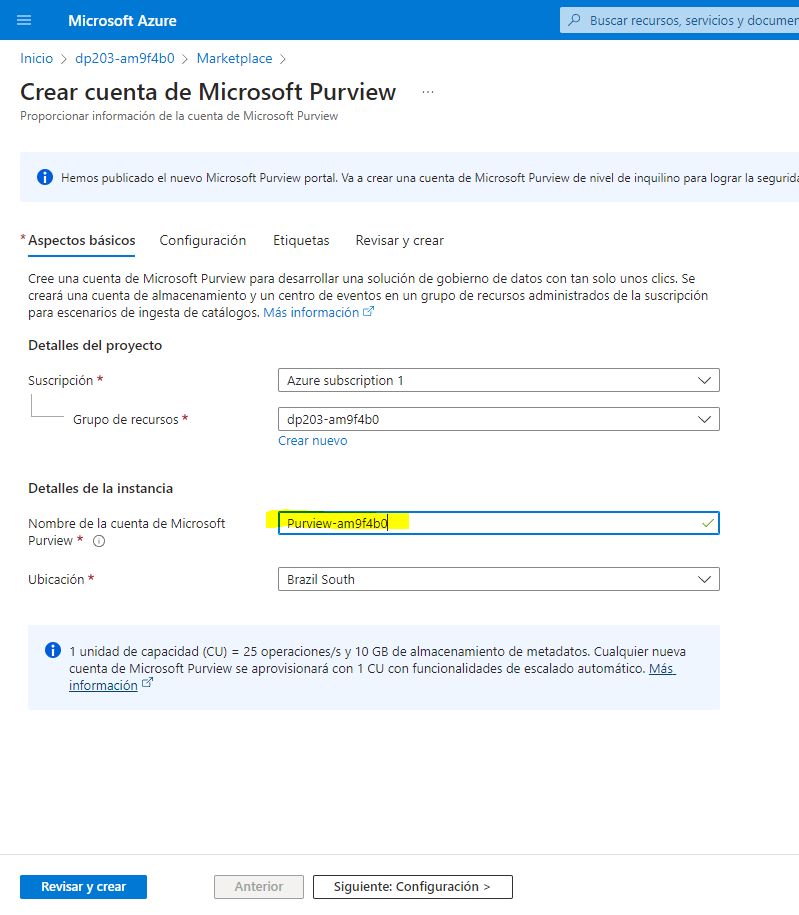 Microsoft Azure
Buscar recursos, servicios y documen
Inicio > dp203-am9f4b0 > Marketplace >
Crear cuenta de Microsoft Purview ...
Proporcionar información de la cuenta de Microsoft Purview
Hemos publicado el nuevo Microsoft Purview portal. Va a crear una cuenta de Microsoft Purview de nivel de inquilino para lograr la segurida
* Aspectos básicos Configuración Etiquetas Revisar y crear
Cree una cuenta de Microsoft Purview para desarrollar una solución de gobierno de datos con tan solo unos clics. Se
creará una cuenta de almacenamiento y un centro de eventos en un grupo de recursos administrados de la suscripción
para escenarios de ingesta de catálogos. Más información
Detalles del proyecto
Suscripción * Azure subscription 1
Grupo de recursos * dp203-am9f4b0
Crear nuevo
Detalles de la instancia
Nombre de la cuenta de Microsoft
Purview *
Purview-am9f4b0
Ubicación * Brazil South
1 unidad de capacidad (CU) = 25 operaciones/s y 10 GB de almacenamiento de metadatos. Cualquier nueva
cuenta de Microsoft Purview se aprovisionará con 1 CU con funcionalidades de escalado automático. Más
información
Revisar y crear Anterior Siguiente: Configuración >